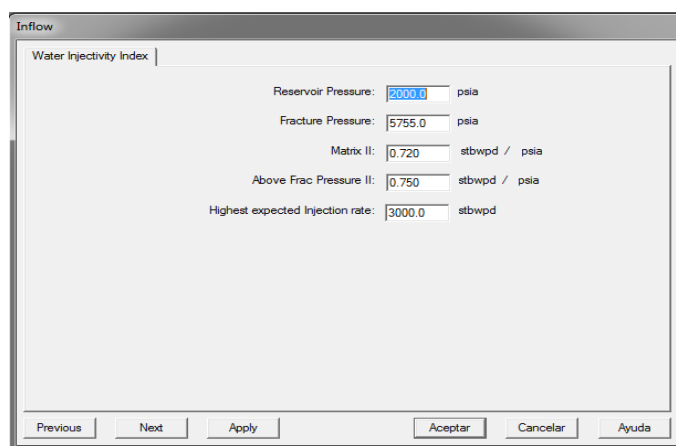 Inflow
Water Injectivity Index
Reservoir Pressure: 2000.0 psia
Fracture Pressure: 5755.0 psia
Matrix II: 0.720 stbwpd / psia
Above Frac Pressure II: 0.750 stbwpd / psia
Highest expected Injection rate: 3000.0 stbwpd
Previous Next Apply Aceptar Cancelar Ayuda